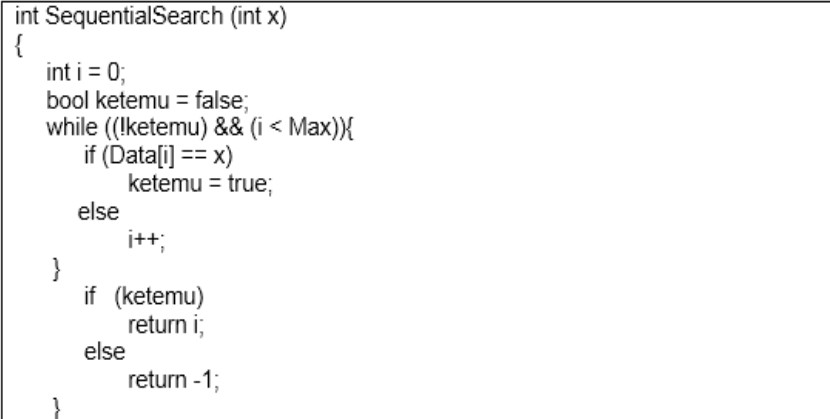 int SequentialSearch (int x)
{
int i = 0;
bool ketemu = false;
while ((!ketemu) && (i < Max)){
if (Data[i] == x)
ketemu = true;
else
i++;
}
if (ketemu)
return i;
else
return -1;
}